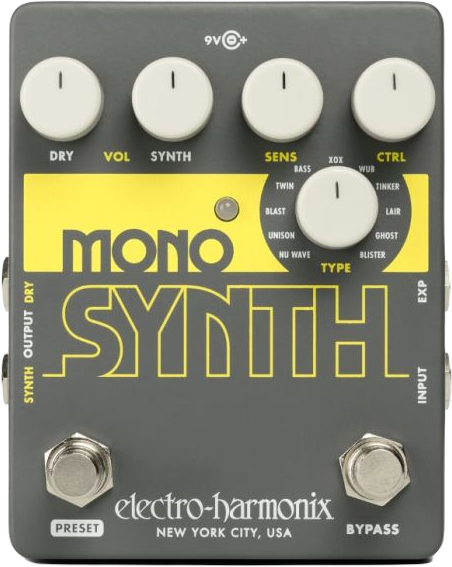 9V +
DRY VOL SYNTH SENS CTRL
XOX
BASS WUB
TWIN TINKER
BLAST LAIR
UNISON GHOST
NU WAVE BLISTER
TYPE
MONO
SYNTH
SYNTH OUTPUT DRY
EXP
INPUT
electro-harmonix
NEW YORK CITY, USA
PRESET
BYPASS